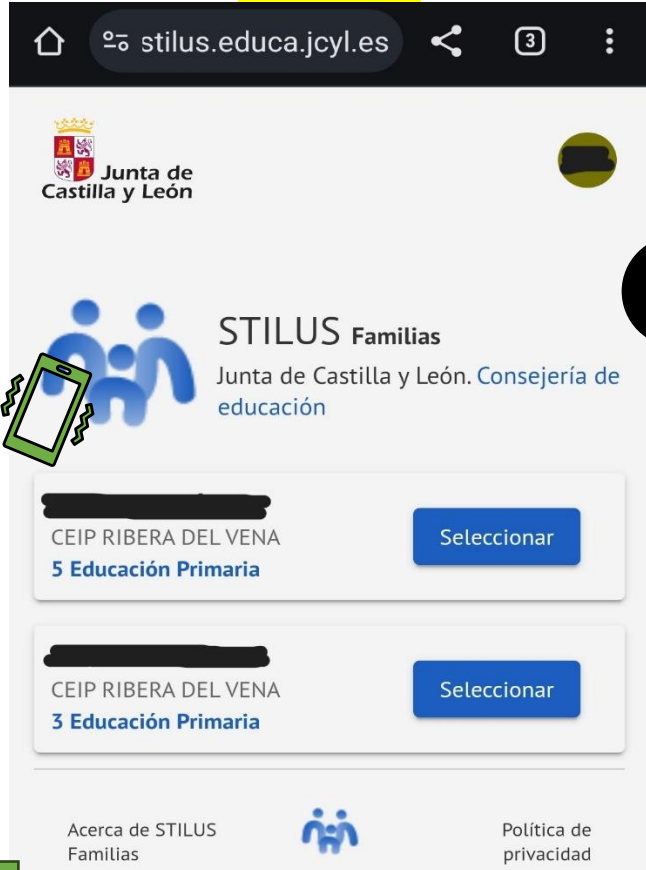 stilus.educa.jcyl.es
3
Junta de
Castilla y León
STILUS Familias
Junta de Castilla y León. Consejería de
educación
CEIP RIBERA DEL VENA
Seleccionar
5 Educación Primaria
CEIP RIBERA DEL VENA
Seleccionar
3 Educación Primaria
Acerca de STILUS
Familias
Política de
privacidad